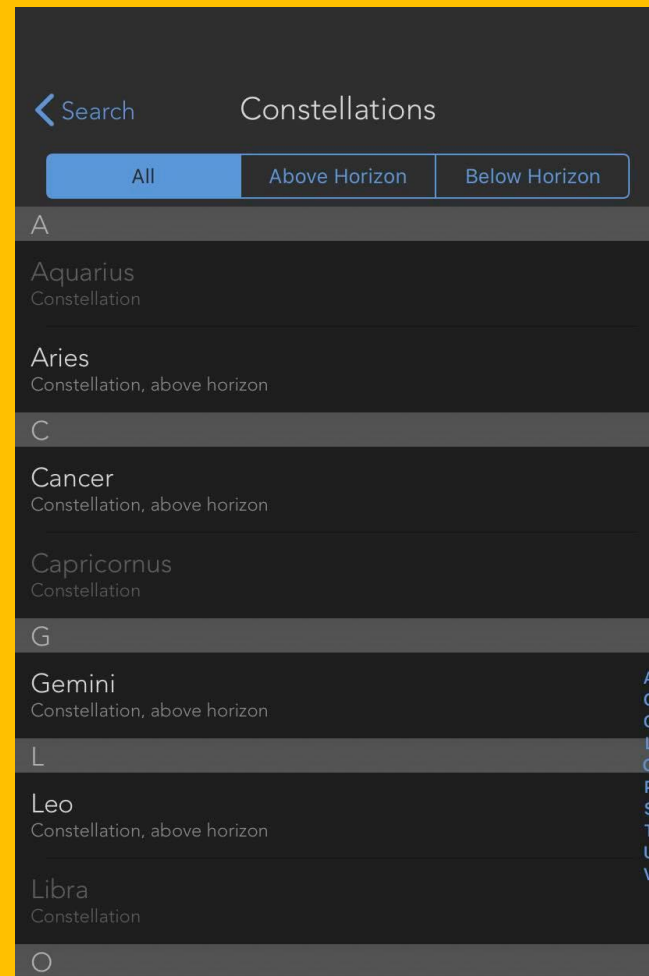 Search
Constellations
All
Above Horizon
Below Horizon
A
Aquarius
Constellation
Aries
Constellation, above horizon
C
Cancer
Constellation, above horizon
Capricornus
Constellation
G
Gemini
Constellation, above horizon
L
Leo
Constellation, above horizon
Libra
Constellation
O